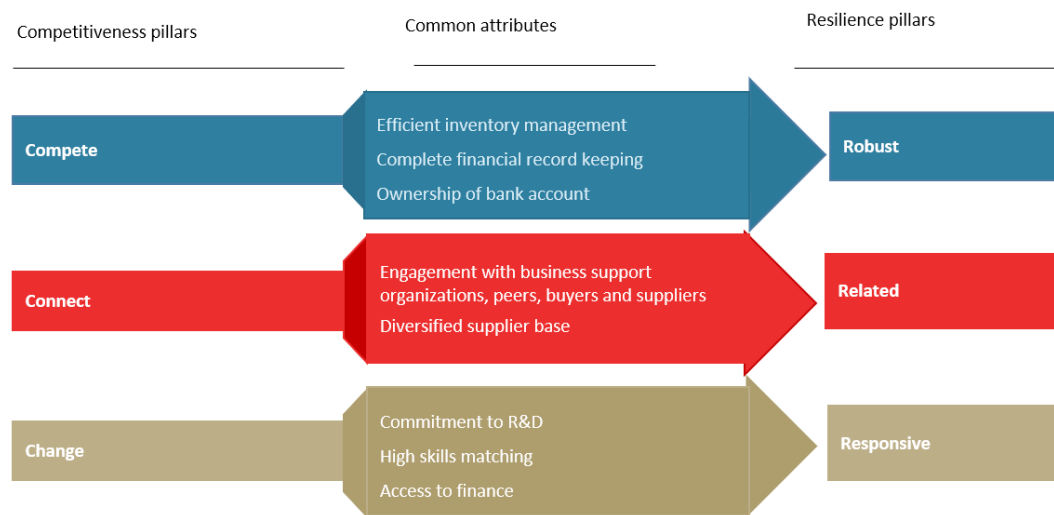 Competitiveness pillars
Common attributes
Resilience pillars
Compete
Efficient inventory management
Complete financial record keeping
Ownership of bank account
Robust
Connect
Engagement with business support
organizations, peers, buyers and suppliers
Diversified supplier base
Related
Change
Commitment to R&D
High skills matching
Access to finance
Responsive